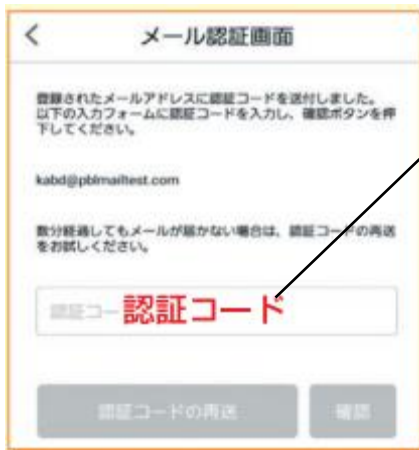 メール認証画面
登録されたメールアドレスに認証コードを送付しました。
以下の入力フォームに認証コードを入力し、確認ボタンを押
下してください。
kabd@pblmailtest.com
数分経過してもメールが届かない場合は、認証コードの再送
をお試しください。
認証コー 認証コード
認証コードの再送 確認